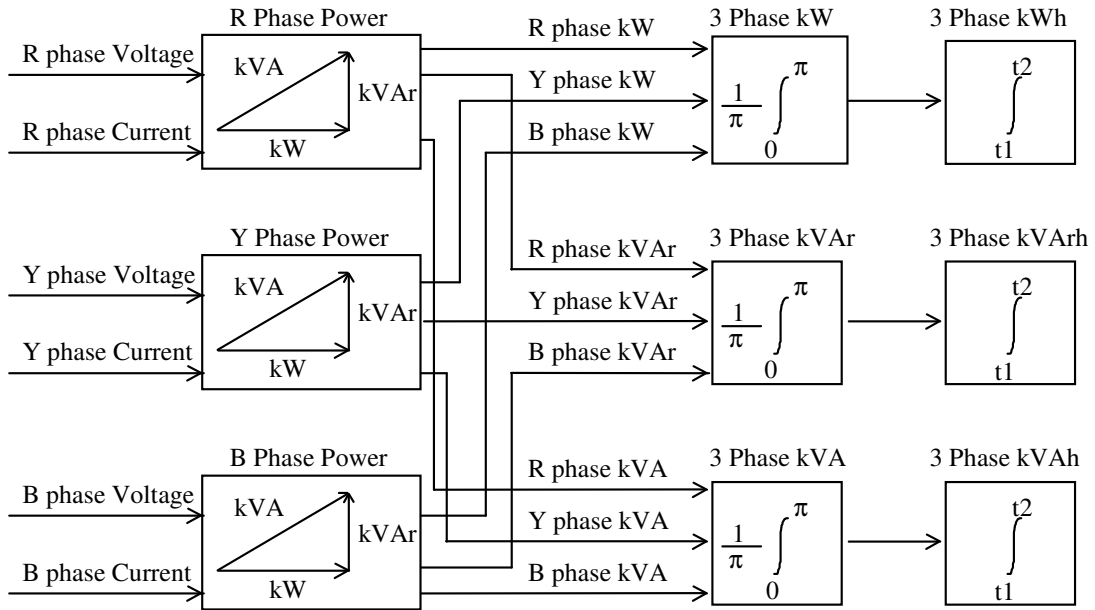 R Phase Power
3 Phase kW
3 Phase kWh
R phase Voltage
R phase Current
kVA
kVAr
kW
R phase kW
Y phase kW
B phase kW
1
π
π
0
t2
t1
Y Phase Power
3 Phase kVAr
3 Phase kVArh
Y phase Voltage
Y phase Current
kVA
kVAr
kW
R phase kVAr
Y phase kVAr
B phase kVAr
1
π
π
0
t2
t1
B Phase Power
3 Phase kVA
3 Phase kVAh
B phase Voltage
B phase Current
kVA
kVAr
kW
R phase kVA
Y phase kVA
B phase kVA
1
π
π
0
t2
t1